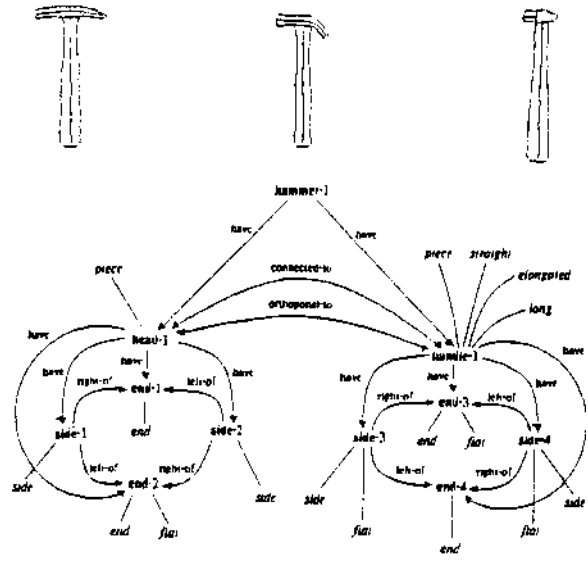 hammer-1
have
have
piece
connected-to
piece
straight
elongated
orthogonal-to
long
have
head-1
handle-1
have
have
have
have
have
have
have
right-of
end-1
left-of
right-of
end-3
left-of
side-1
end
side-2
side-3
end
flat
side-4
left-of
right-of
left-of
right-of
side
end-2
side
side
end-4
side
end
flat
flat
end
flat